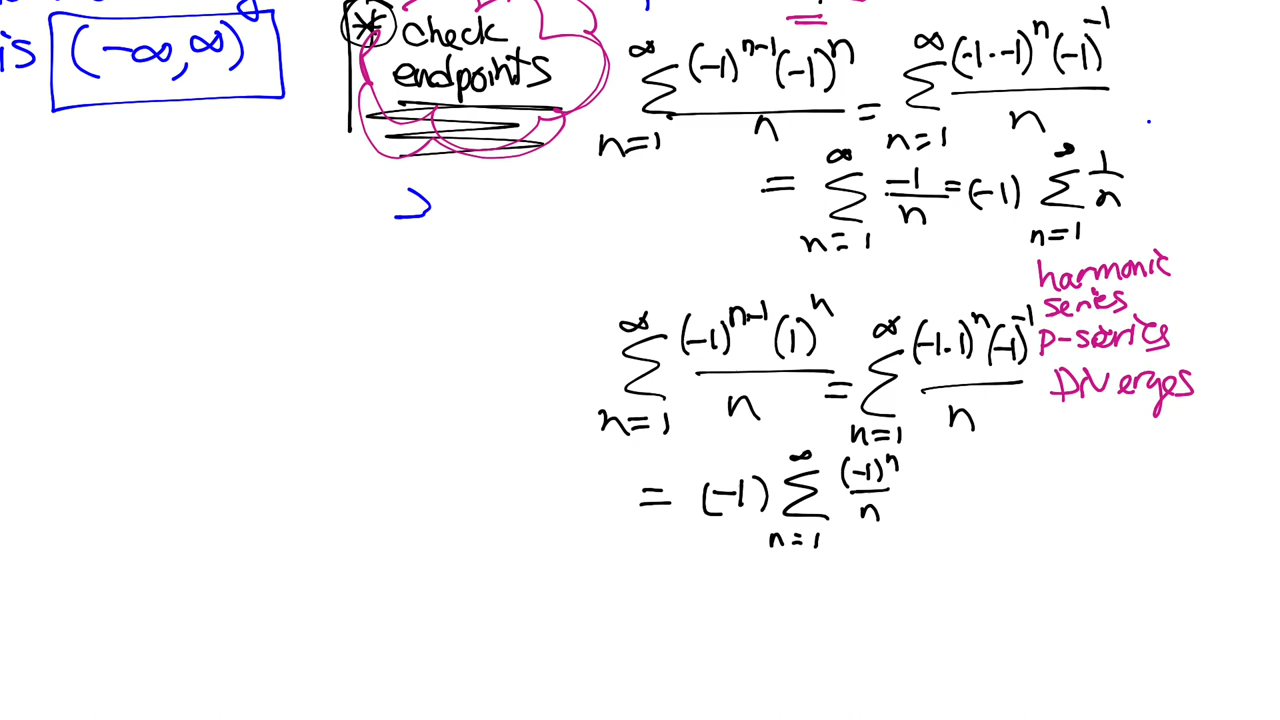 is (-∞, ∞)
* check
endpoints
∞ ∑ n=1 (-1)^{n-1} (-1)^n / n = ∞ ∑ n=1 (-1·-1)^n (-1)^{-1} / n
= ∞ ∑ n=1 -1/n = (-1) ∞ ∑ n=1 1/n
harmonic
series
p-series
Diverges
∞ ∑ n=1 (-1)^{n-1} (1)^n / n = ∞ ∑ n=1 (-1·1)^n (-1)^{-1} / n
= (-1) ∞ ∑ n=1 (-1)^n / n